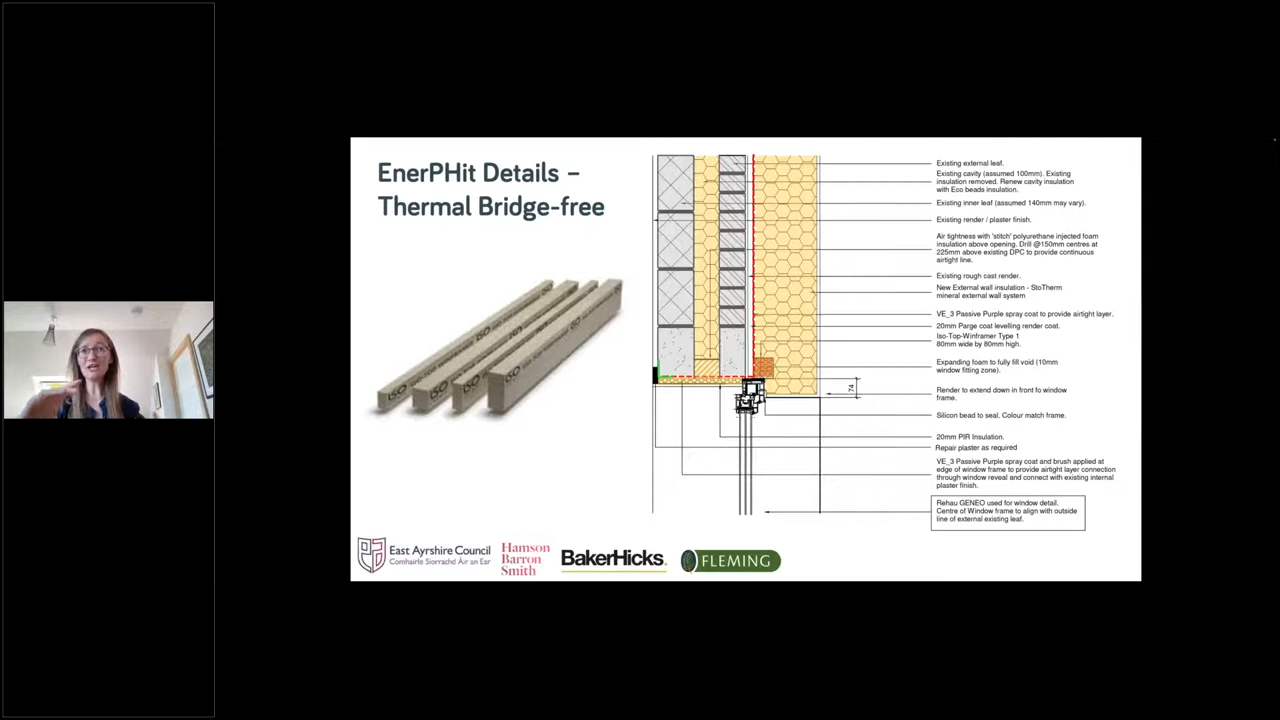 EnerPHit Details –
Thermal Bridge-free
ISO
ISO
ISO
ISO
ISO
ISO
Existing external leaf.
Existing cavity (assumed 100mm). Existing
insulation removed. Renew cavity insulation
with Eco beads insulation.
Existing inner leaf (assumed 140mm may vary).
Existing render / plaster finish.
Air tightness with 'stitch' polyurethane injected foam
insulation above opening. Drill @150mm centres at
225mm above existing DPC to provide continuous
airtight line.
Existing rough cast render.
New External wall insulation - StoTherm
mineral external wall system
VE_3 Passive Purple spray coat to provide airtight layer.
20mm Parge coat levelling render coat.
Iso-Top-Winframer Type 1
80mm wide by 80mm high.
Expanding foam to fully fill void (10mm
window fitting zone).
74
Render to extend down in front fo window
frame.
Silicon bead to seal. Colour match frame.
20mm PIR Insulation.
Repair plaster as required
VE_3 Passive Purple spray coat and brush applied at
edge of window frame to provide airtight layer connection
through window reveal and connect with existing internal
plaster finish.
Rehau GENEO used for window detail.
Centre of Window frame to align with outside
line of external existing leaf.
East Ayrshire Council
Comhairle Siorrachd Àir an Ear
Hamson
Barron
Smith
BakerHicks.
FLEMING